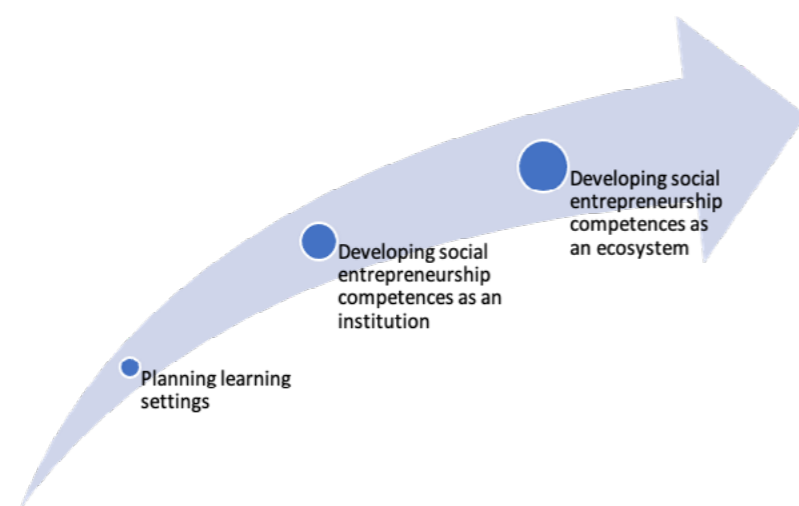 Developing social
entrepreneurship
competences as
an ecosystem
Developing social
entrepreneurship
competences as an
institution
Planning learning
settings